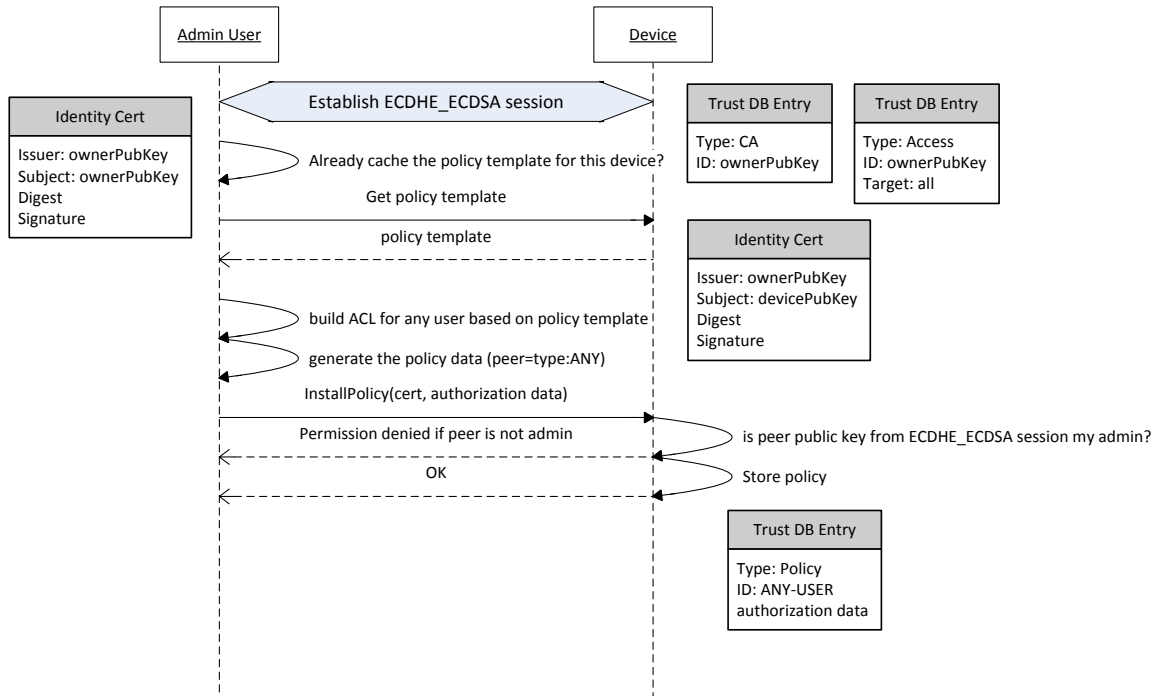 Admin User
Device
Establish ECDHE_ECDSA session
Identity Cert
Issuer: ownerPubKey
Subject: ownerPubKey
Digest
Signature
Trust DB Entry
Type: CA
ID: ownerPubKey
Trust DB Entry
Type: Access
ID: ownerPubKey
Target: all
Already cache the policy template for this device?
Get policy template
policy template
Identity Cert
Issuer: ownerPubKey
Subject: devicePubKey
Digest
Signature
build ACL for any user based on policy template
generate the policy data (peer=type:ANY)
InstallPolicy(cert, authorization data)
is peer public key from ECDHE_ECDSA session my admin?
Permission denied if peer is not admin
OK
Store policy
Trust DB Entry
Type: Policy
ID: ANY-USER
authorization data